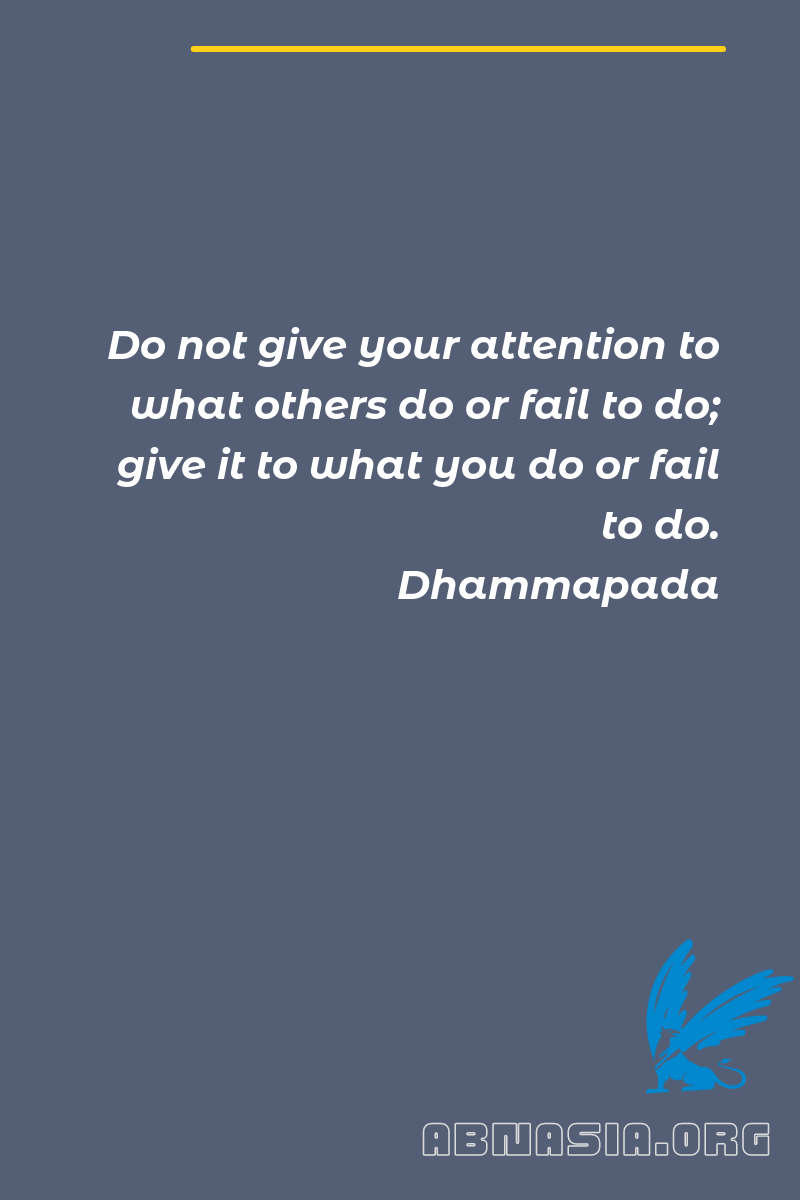 Do not give your attention to
what others do or fail to do;
give it to what you do or fail
to do.
Dhammapada
ABNASIA.ORG